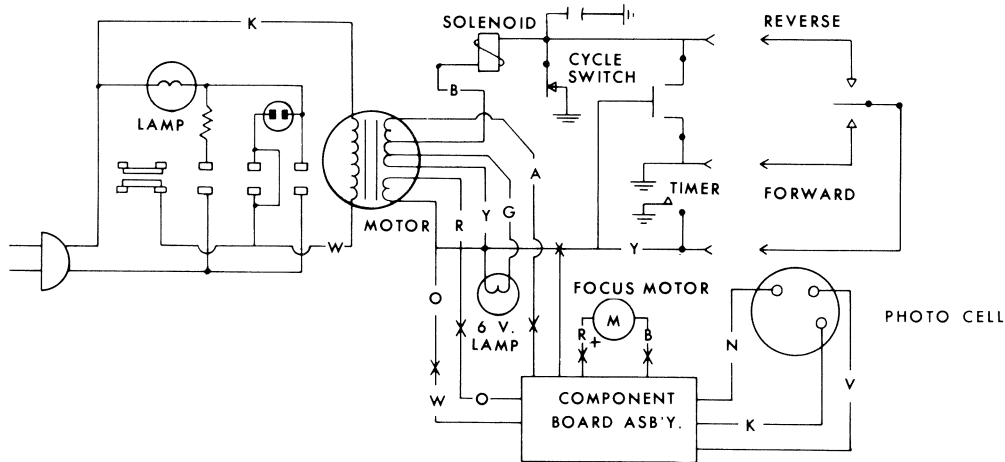 K
SOLENOID
REVERSE
CYCLE
SWITCH
B
LAMP
A
TIMER
FORWARD
MOTOR
R
Y
G
W
Y
O
FOCUS MOTOR
6 V.
LAMP
R
+
M
B
PHOTO CELL
N
V
W
O
COMPONENT
BOARD ASB'Y.
K